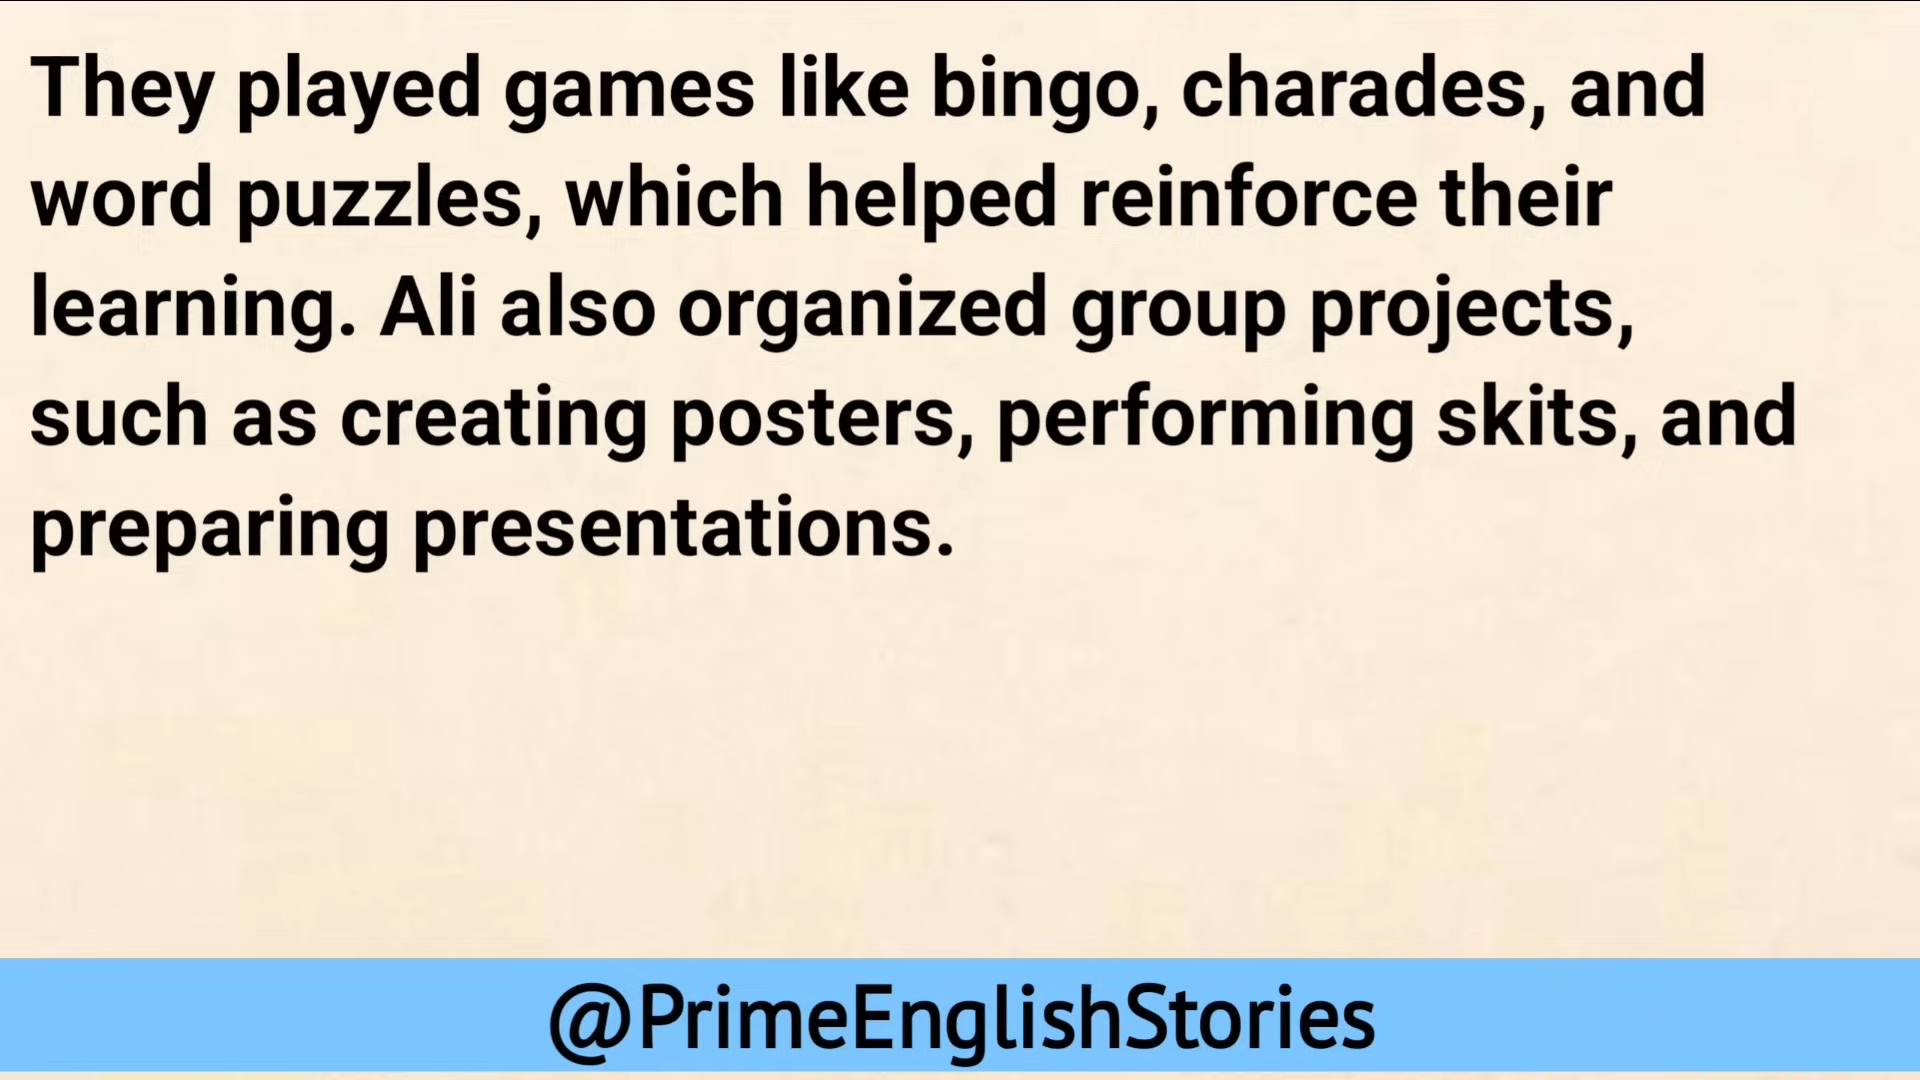 They played games like bingo, charades, and
word puzzles, which helped reinforce their
learning. Ali also organized group projects,
such as creating posters, performing skits, and
preparing presentations.
@PrimeEnglishStories